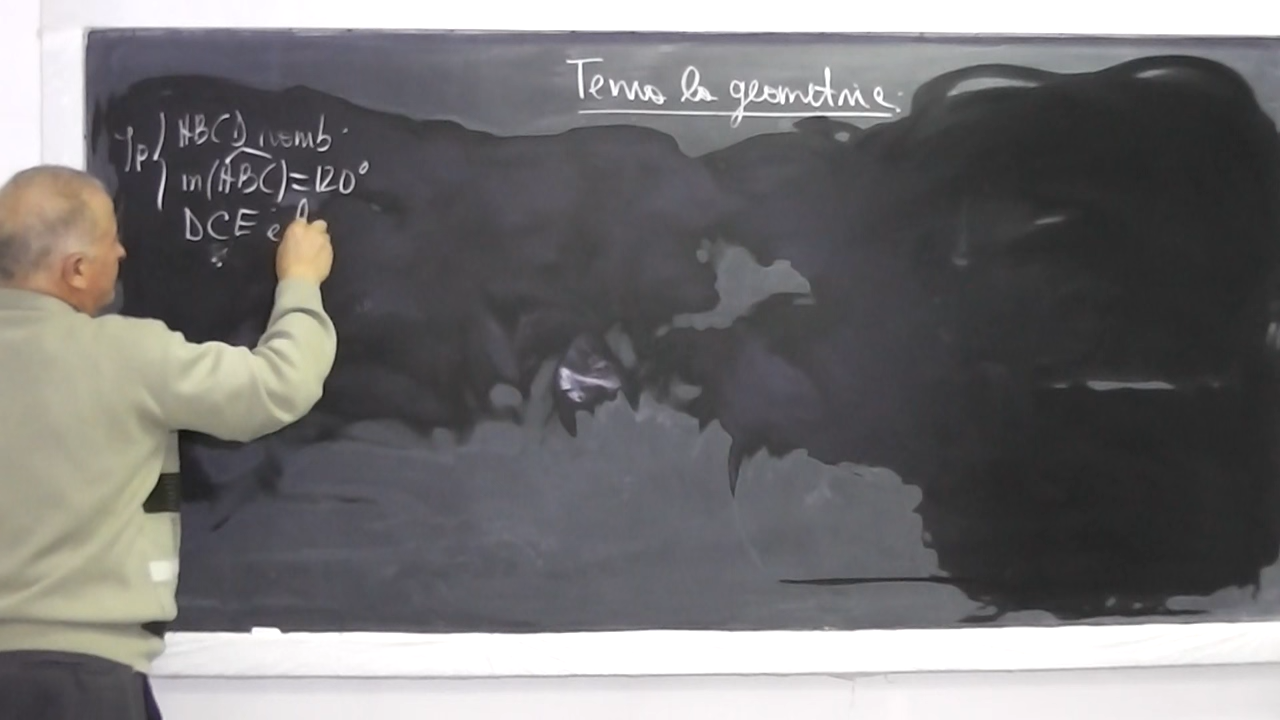 Tema la geometrie.
Ip { ABCD romb.
m(ABC)=120°
DCE e